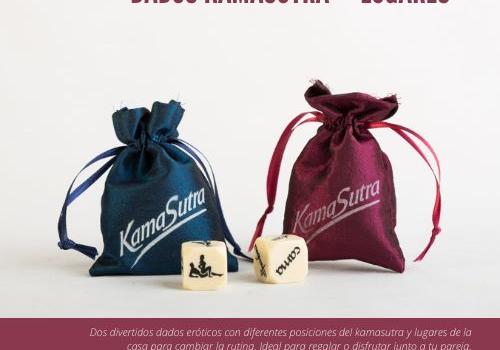 DADOS KAMASUTRA
LUGARES
KamaSutra
KamaSutra
cama
Dos divertidos dados eróticos con diferentes posiciones del kamasutra y lugares de la
casa para cambiar la rutina. Ideal para regalar o disfrutar junto a tu pareja.